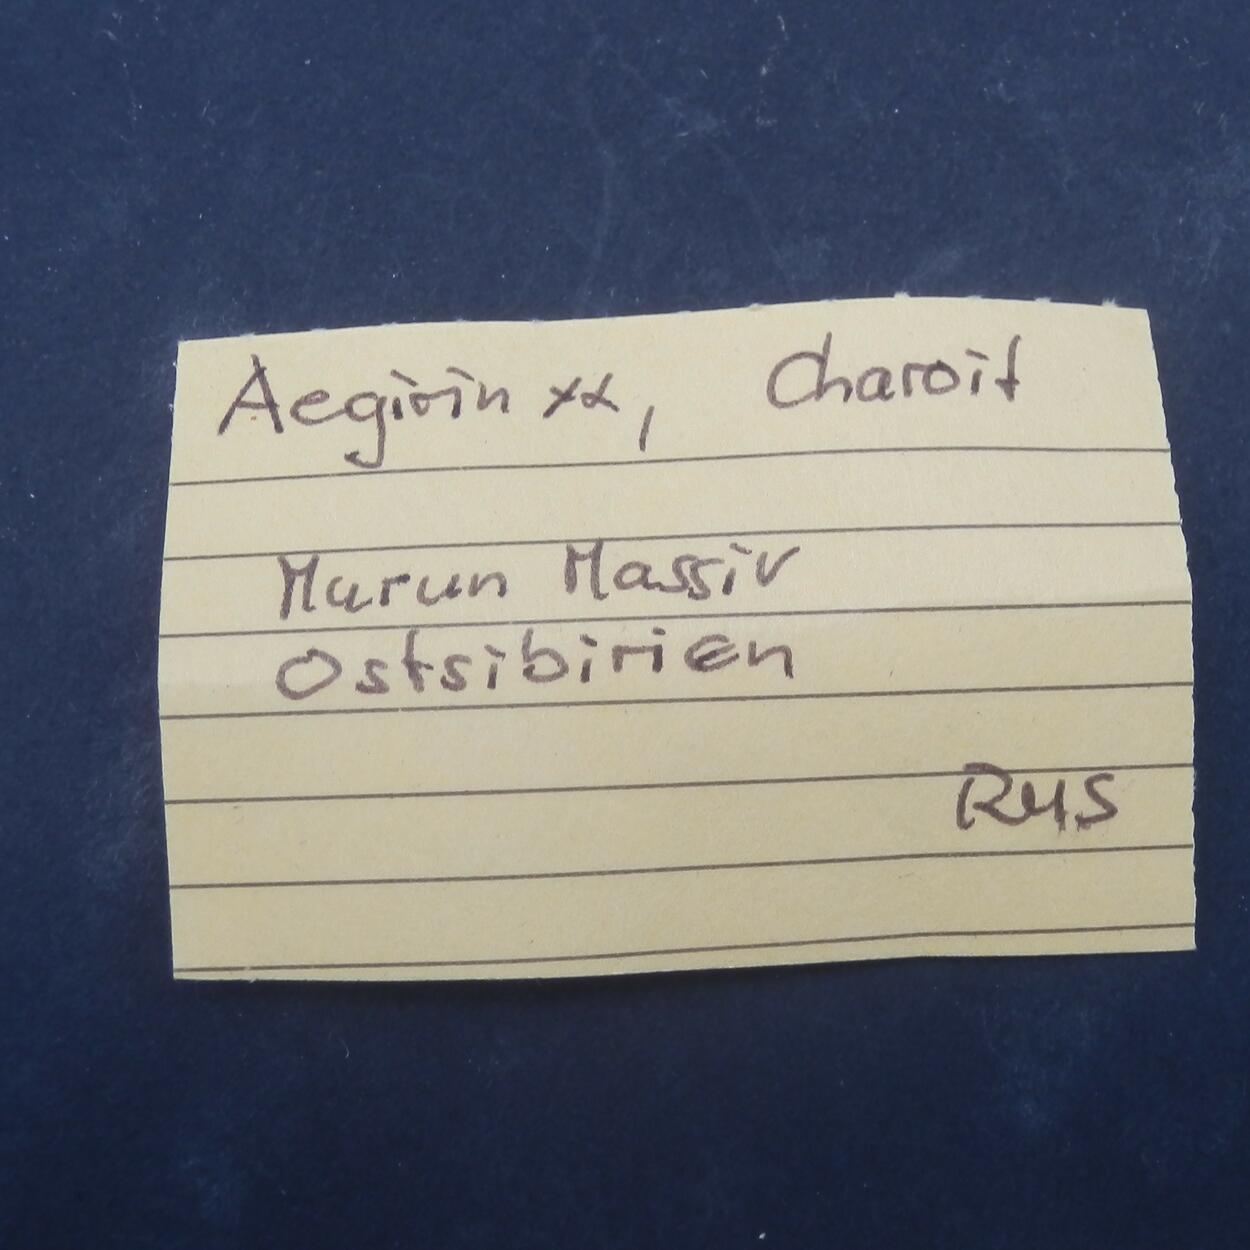 Aegirin xx, Charoit
Murun Massiv
Ostsibirien
RUS